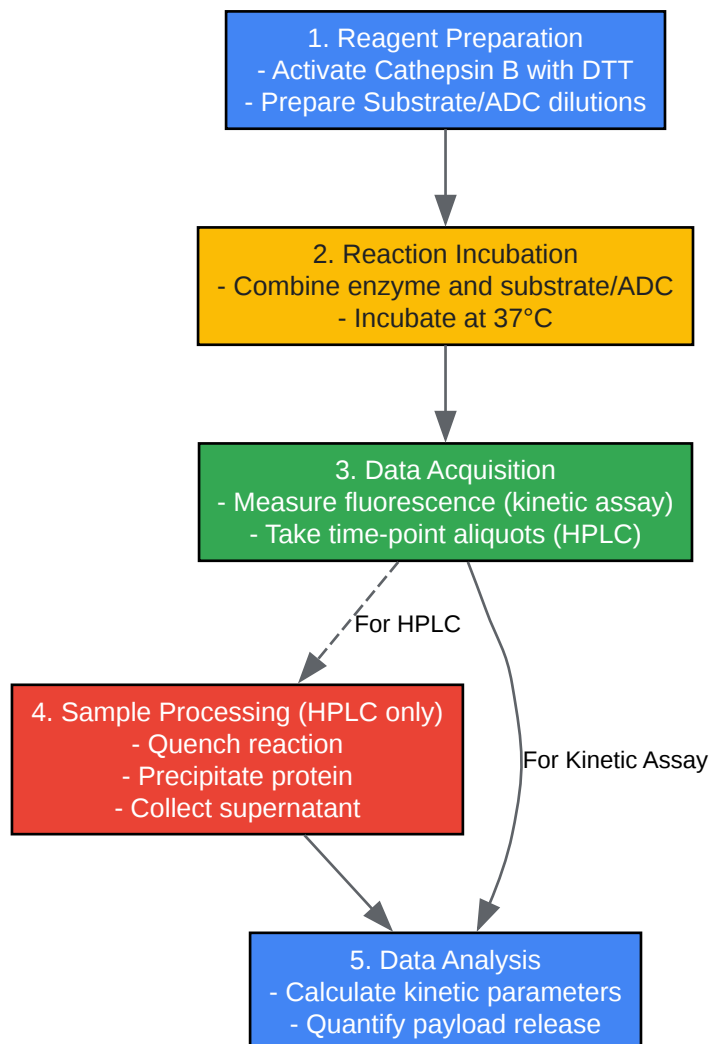 1. Reagent Preparation
- Activate Cathepsin B with DTT
- Prepare Substrate/ADC dilutions
2. Reaction Incubation
- Combine enzyme and substrate/ADC
- Incubate at 37°C
3. Data Acquisition
- Measure fluorescence (kinetic assay)
- Take time-point aliquots (HPLC)
For HPLC
4. Sample Processing (HPLC only)
- Quench reaction
- Precipitate protein
- Collect supernatant
For Kinetic Assay
5. Data Analysis
- Calculate kinetic parameters
- Quantify payload release